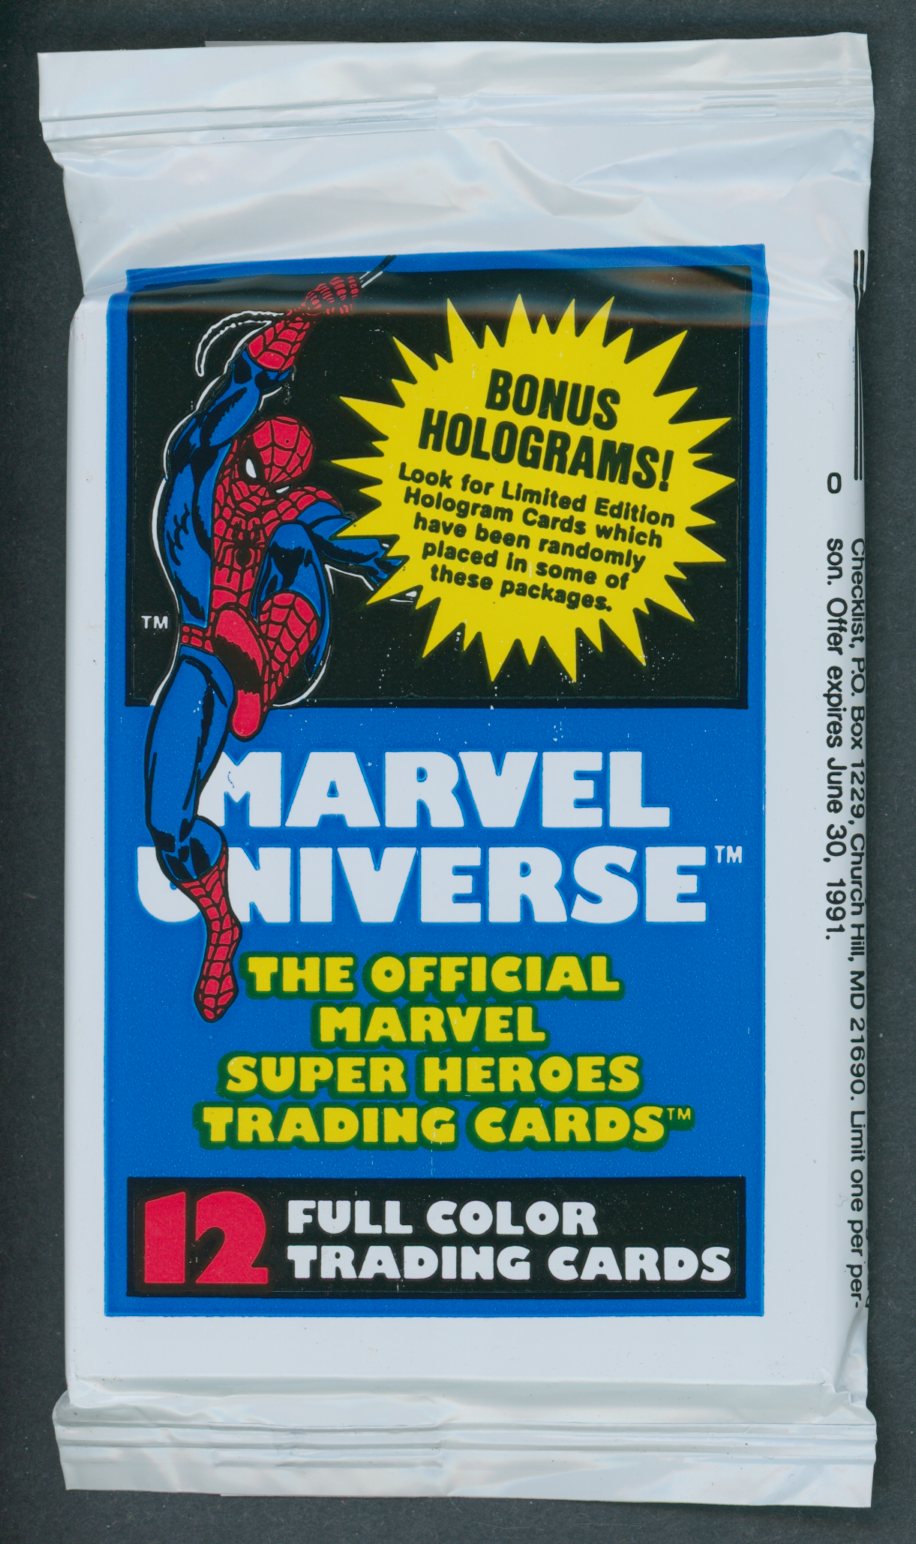 BONUS
HOLOGRAMS!
Look for Limited Edition
Hologram Cards which
have been randomly
placed in some of
these packages.
TM
MARVEL
UNIVERSE™
THE OFFICIAL
MARVEL
SUPER HEROES
TRADING CARDS™
12 FULL COLOR
TRADING CARDS
Checklist, P.O. Box 1229, Church Hill, MD 21690. Limit one per per-
son. Offer expires June 30, 1991.
0